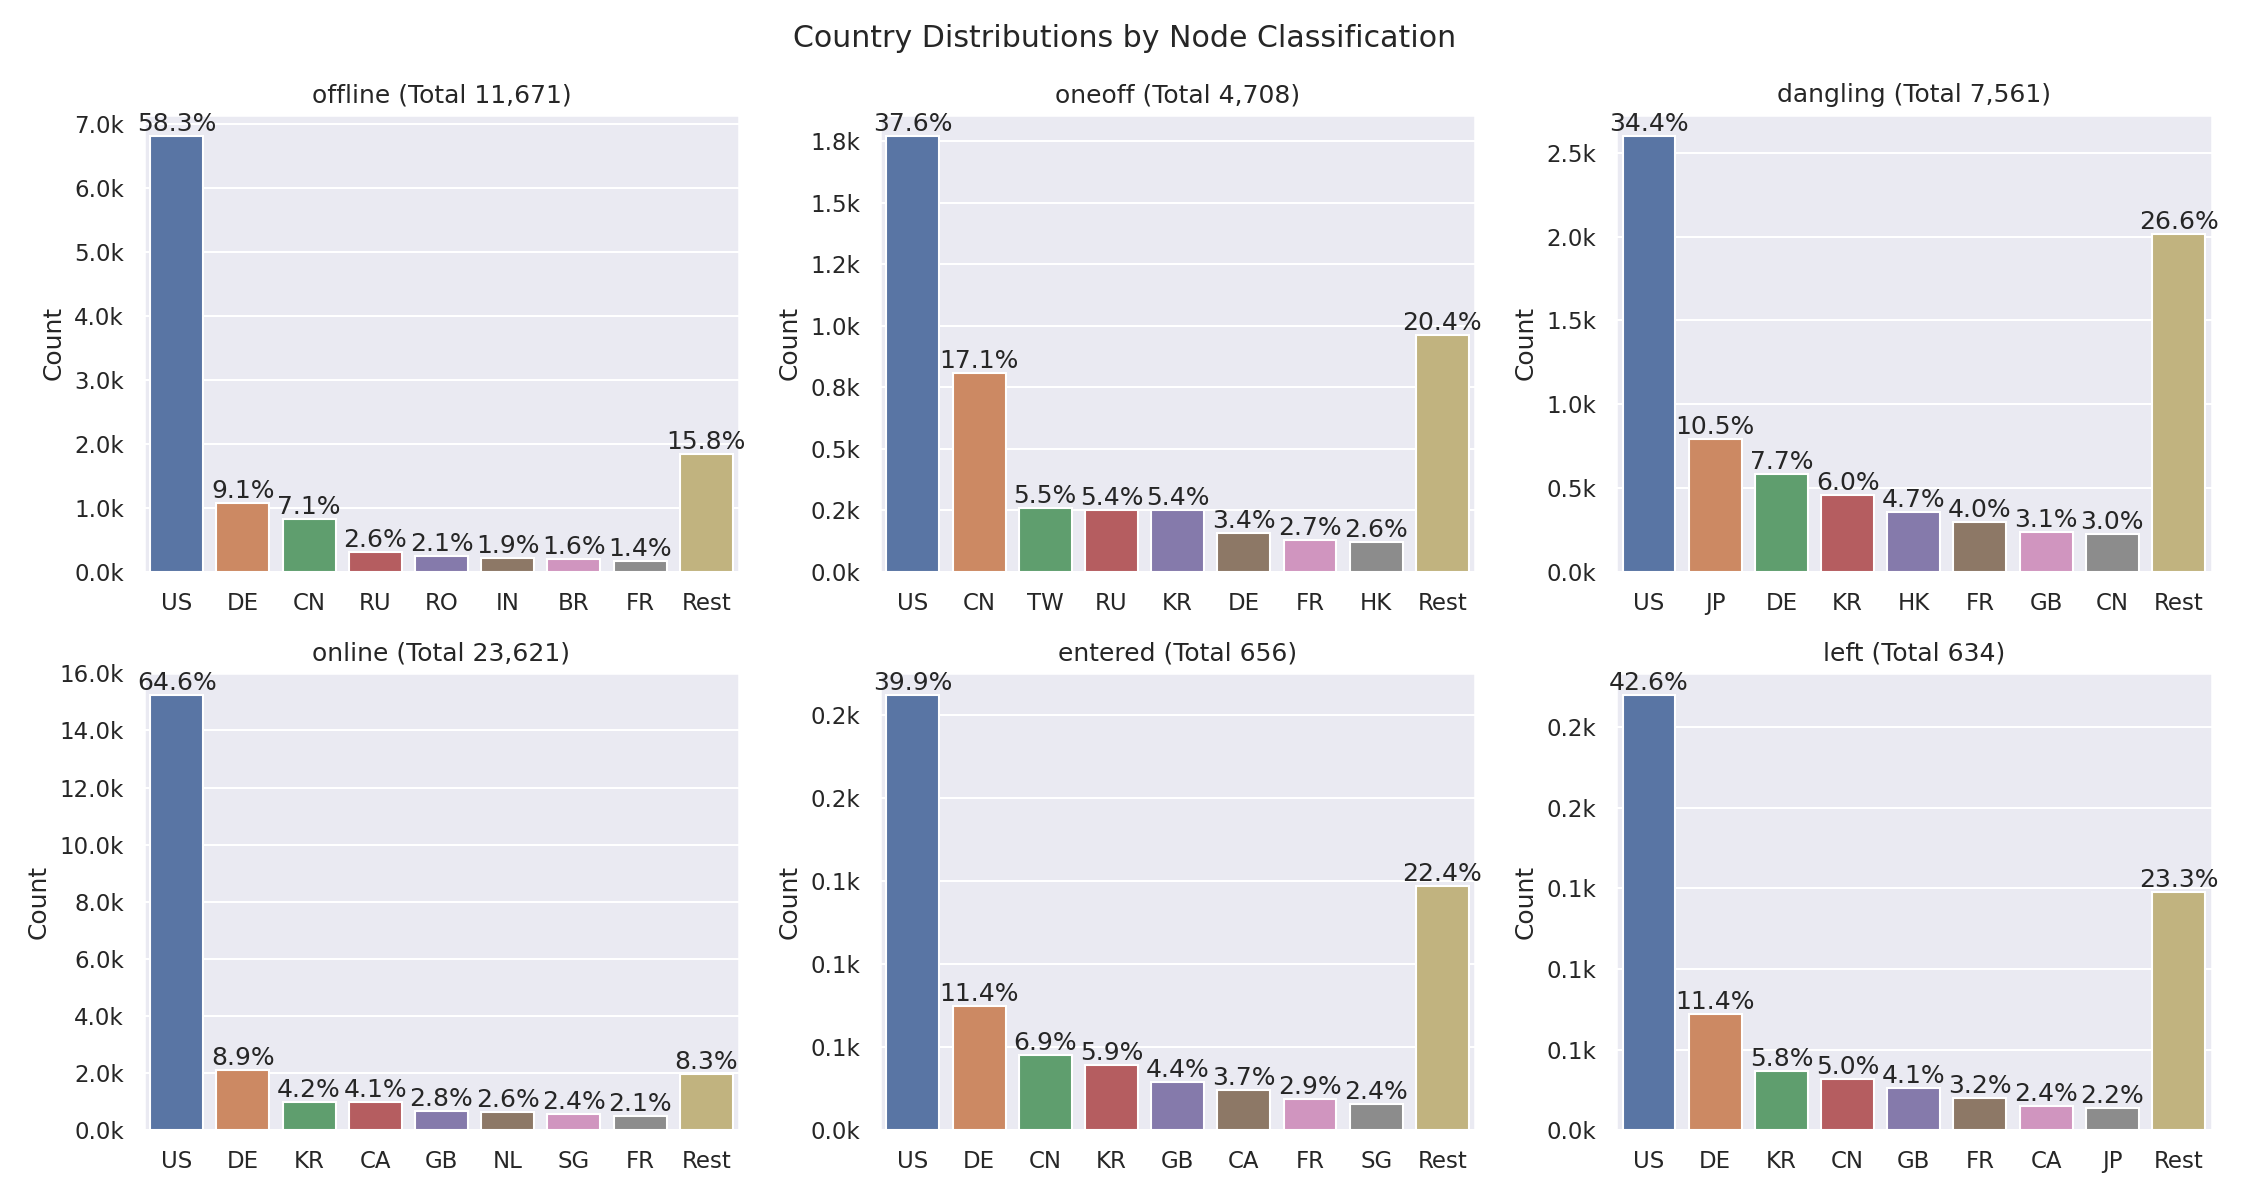 Country Distributions by Node Classification
offline (Total 11,671)
Count
7.0k
6.0k
5.0k
4.0k
3.0k
2.0k
1.0k
0.0k
58.3%
9.1%
7.1%
2.6%
2.1%
1.9%
1.6%
1.4%
15.8%
US DE CN RU RO IN BR FR Rest
oneoff (Total 4,708)
Count
1.8k
1.5k
1.2k
1.0k
0.8k
0.5k
0.2k
0.0k
37.6%
17.1%
5.5%
5.4%
5.4%
3.4%
2.7%
2.6%
20.4%
US CN TW RU KR DE FR HK Rest
dangling (Total 7,561)
Count
2.5k
2.0k
1.5k
1.0k
0.5k
0.0k
34.4%
10.5%
7.7%
6.0%
4.7%
4.0%
3.1%
3.0%
26.6%
US JP DE KR HK FR GB CN Rest
online (Total 23,621)
Count
16.0k
14.0k
12.0k
10.0k
8.0k
6.0k
4.0k
2.0k
0.0k
64.6%
8.9%
4.2%
4.1%
2.8%
2.6%
2.4%
2.1%
8.3%
US DE KR CA GB NL SG FR Rest
entered (Total 656)
Count
0.2k
0.2k
0.1k
0.1k
0.1k
0.0k
39.9%
11.4%
6.9%
5.9%
4.4%
3.7%
2.9%
2.4%
22.4%
US DE CN KR GB CA FR SG Rest
left (Total 634)
Count
0.2k
0.2k
0.1k
0.1k
0.1k
0.0k
42.6%
11.4%
5.8%
5.0%
4.1%
3.2%
2.4%
2.2%
23.3%
US DE KR CN GB FR CA JP Rest